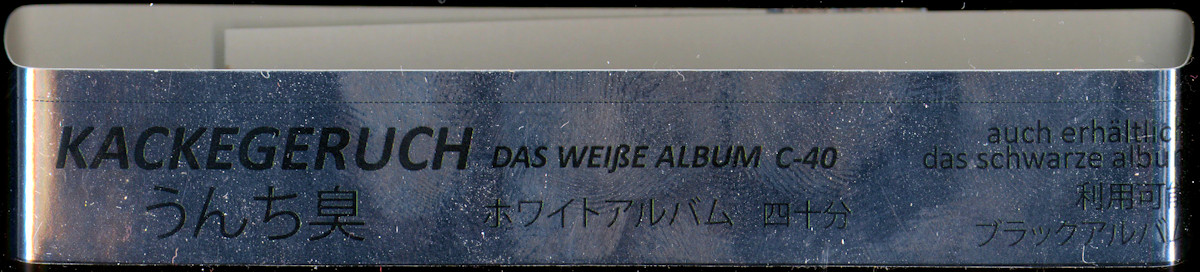 KACKEGERUCH DAS WEIßE ALBUM C-40
うんち臭 ホワイトアルバム 四十分
auch erhältlic
das schwarze albu
利用可
ブラックアルバ